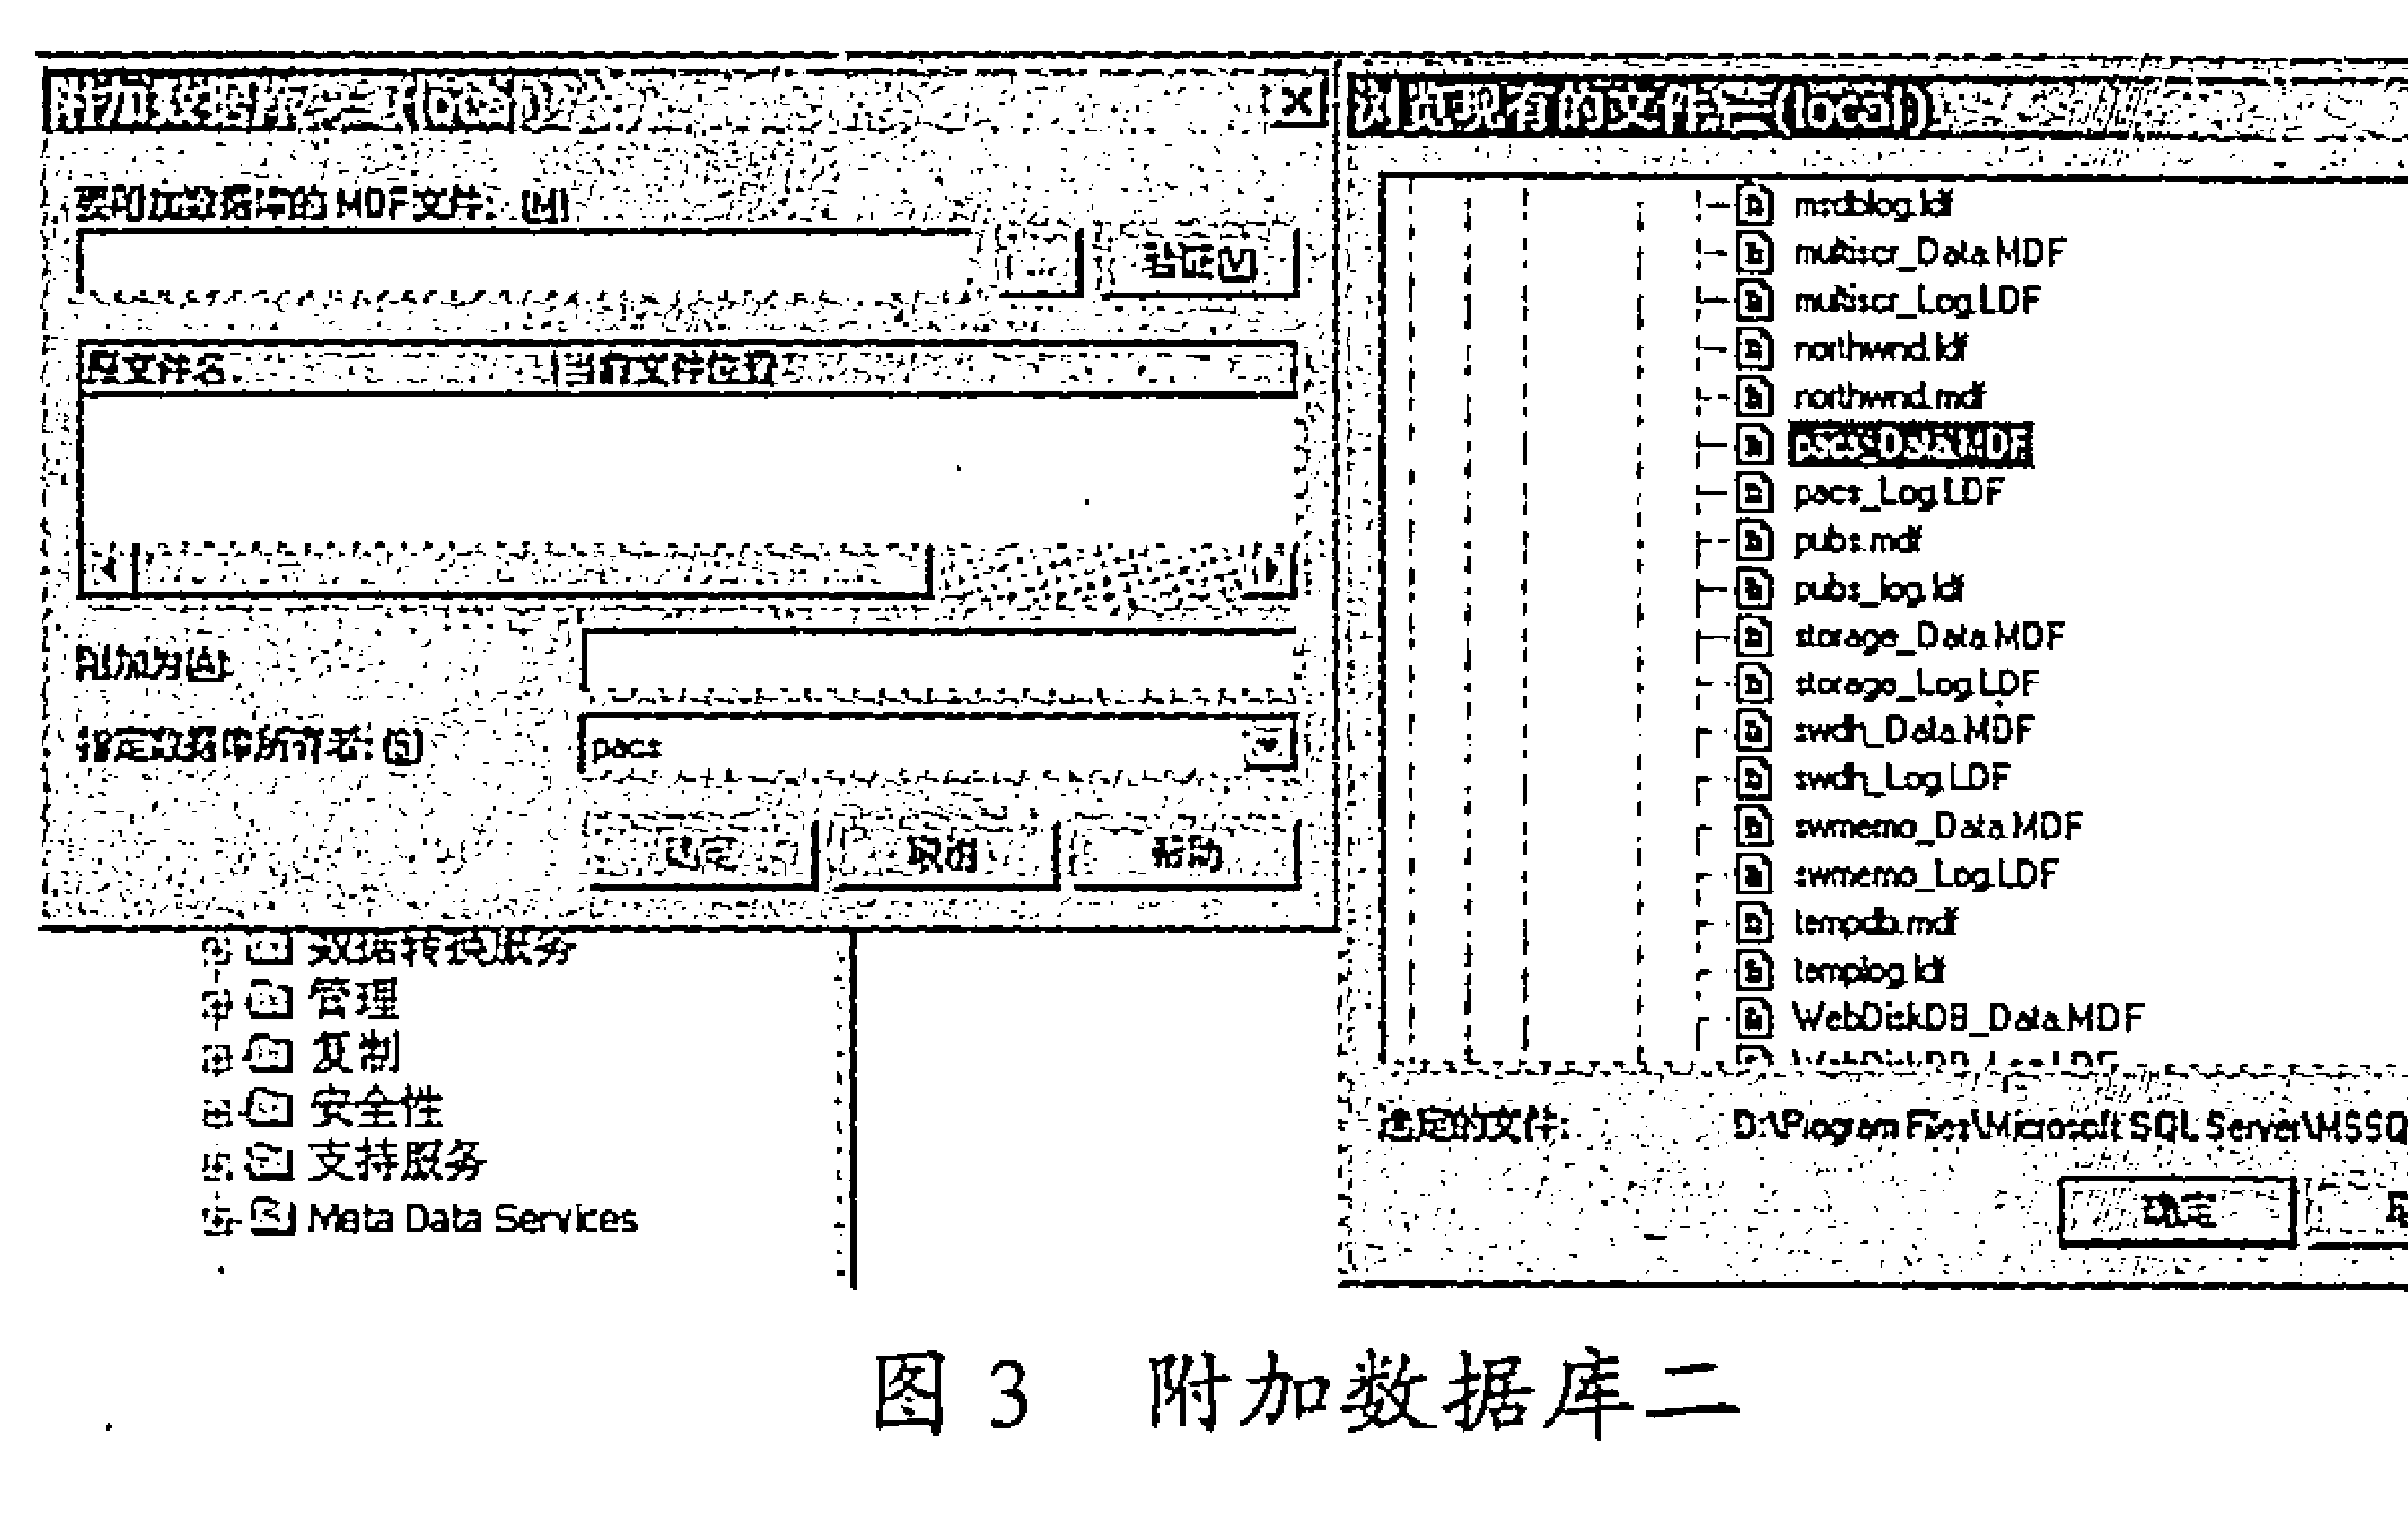 附加数据库 - (local)
要附加数据库的 MDF 文件: (M)
验证(V)
原文件名
当前文件位置
附加为(A):
指定数据库所有者: (S)
pacs
确定
取消
帮助
数据转换服务
管理
复制
安全性
支持服务
Meta Data Services
浏览现有的文件 - (local)
msdblog.ldf
multiscr_Data.MDF
multiscr_Log.LDF
northwnd.ldf
northwnd.mdf
pacs_Data.MDF
pacs_Log.LDF
pubs.mdf
pubs_log.ldf
storage_Data.MDF
storage_Log.LDF
swdh_Data.MDF
swdh_Log.LDF
swmemo_Data.MDF
swmemo_Log.LDF
tempdb.mdf
templog.ldf
WebDiskDB_Data.MDF
WebDiskDB_Log.LDF
选定的文件:
D:\Program Files\Microsoft SQL Server\MSSQ
确定
图 3 附加数据库二